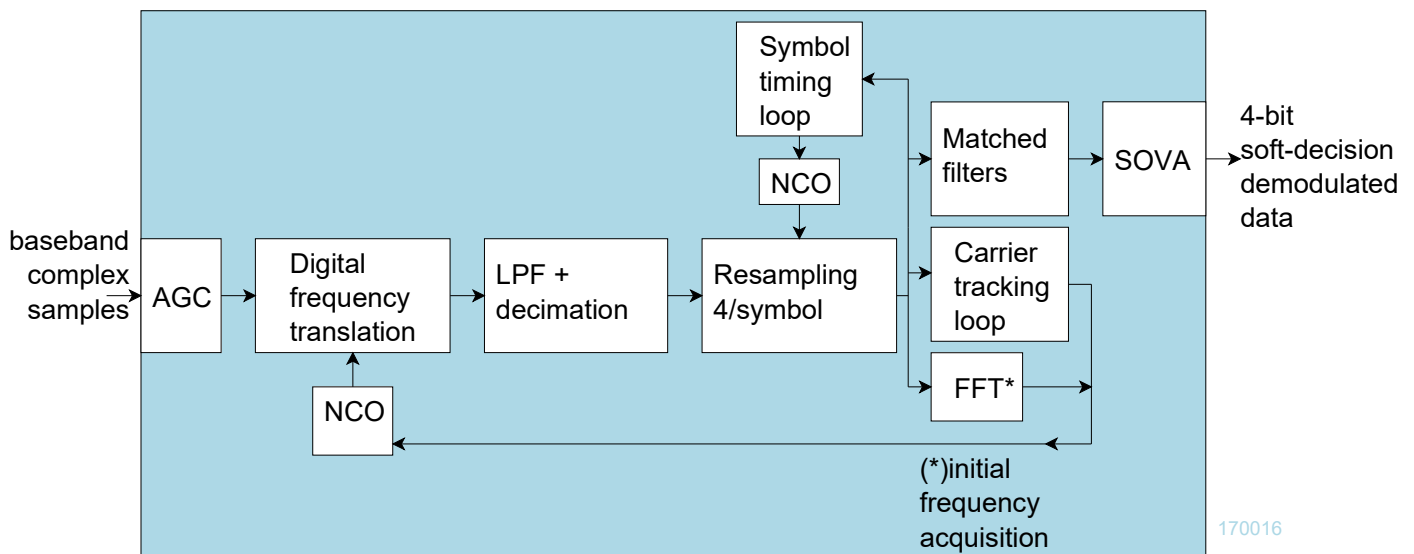 Symbol
timing
loop
NCO
Matched
filters
SOVA
4-bit
soft-decision
demodulated
data
baseband
complex
samples
AGC
Digital
frequency
translation
LPF +
decimation
Resampling
4/symbol
Carrier
tracking
loop
FFT*
NCO
(*)initial
frequency
acquisition
170016